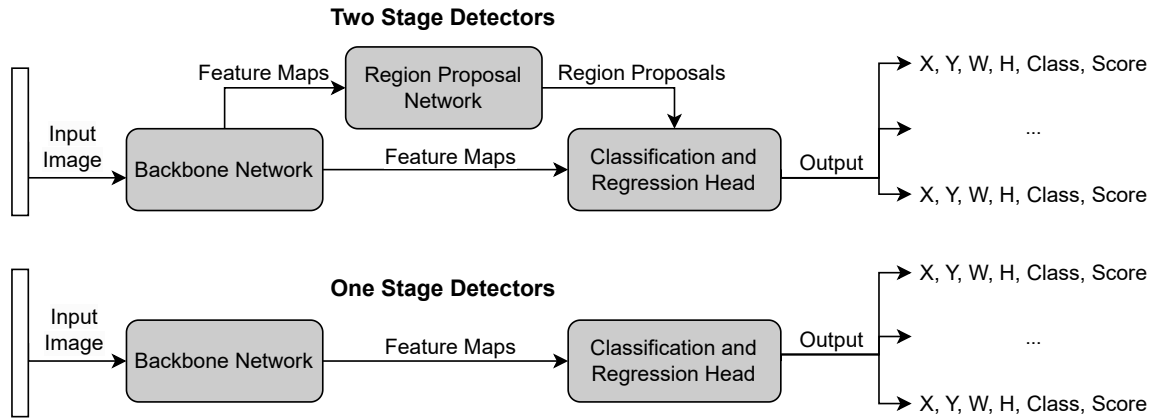 Two Stage Detectors
Feature Maps
Region Proposal
Network
Region Proposals
Input
Image
Backbone Network
Feature Maps
Classification and
Regression Head
Output
X, Y, W, H, Class, Score
...
X, Y, W, H, Class, Score
One Stage Detectors
Input
Image
Backbone Network
Feature Maps
Classification and
Regression Head
Output
X, Y, W, H, Class, Score
...
X, Y, W, H, Class, Score